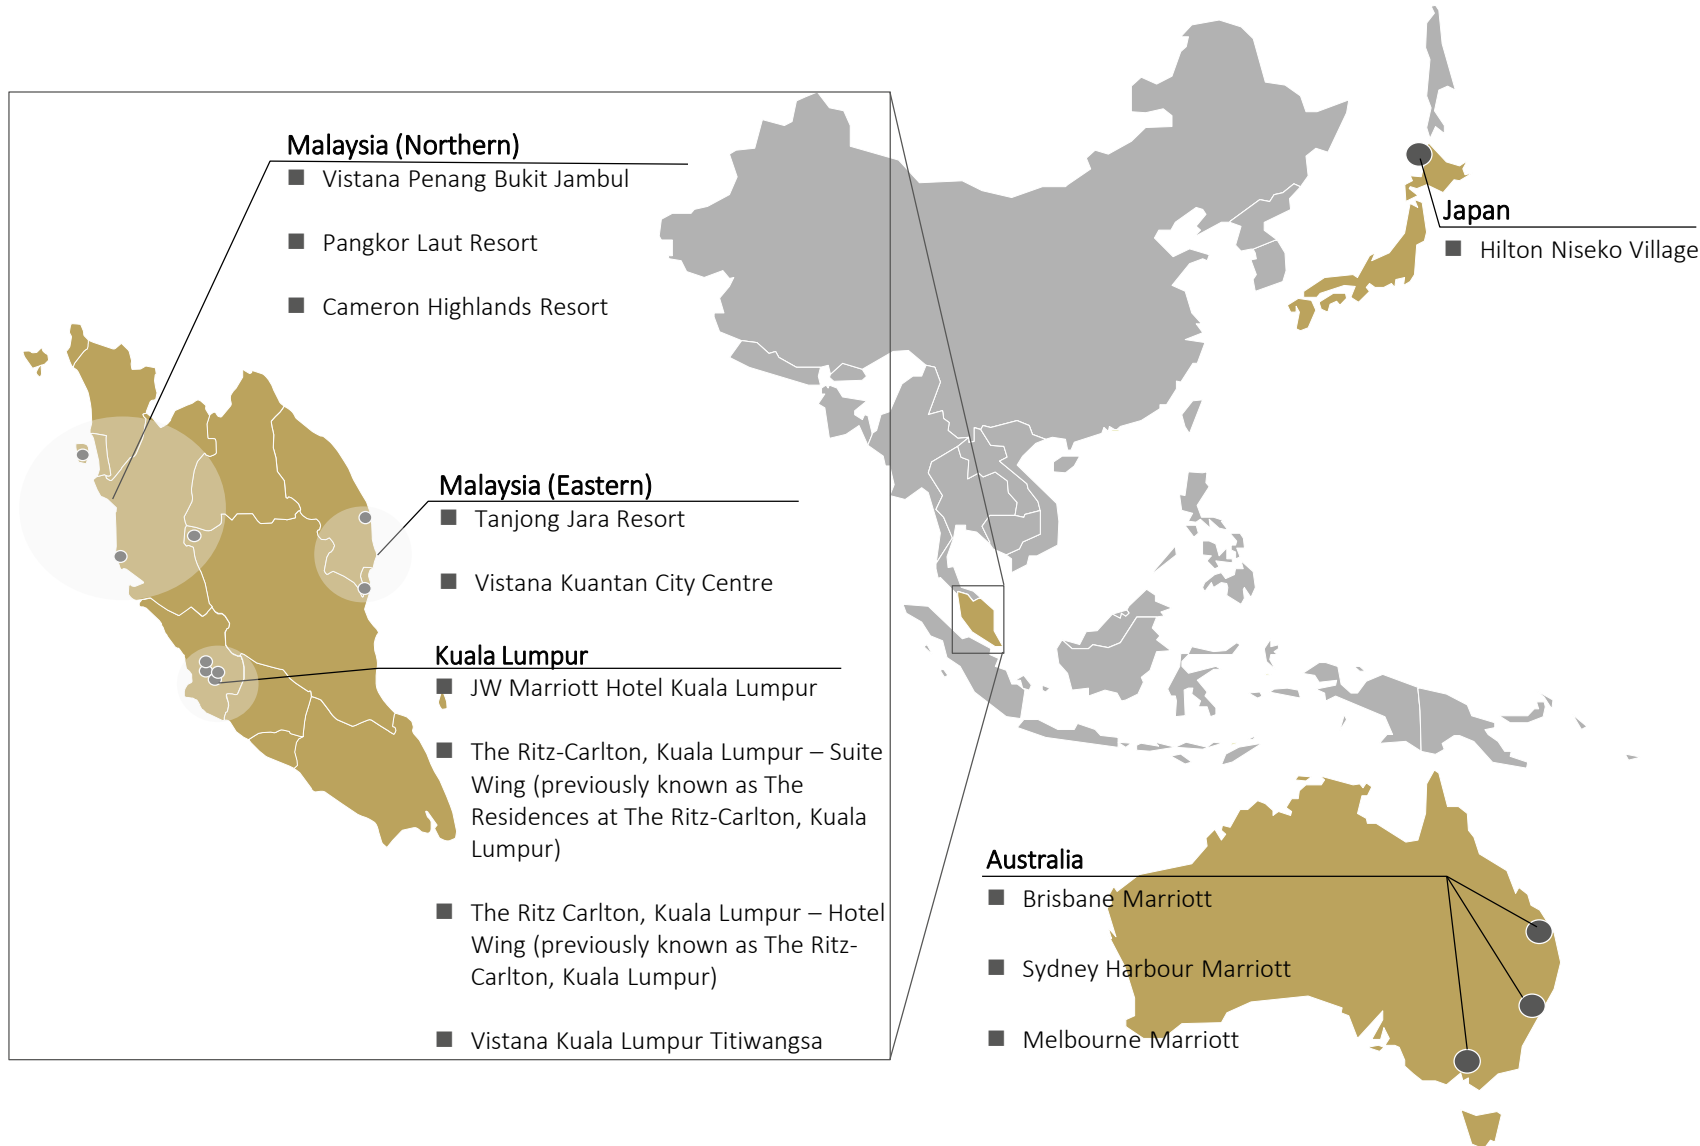 Malaysia (Northern)
Vistana Penang Bukit Jambul
Pangkor Laut Resort
Cameron Highlands Resort
Malaysia (Eastern)
Tanjong Jara Resort
Vistana Kuantan City Centre
Kuala Lumpur
JW Marriott Hotel Kuala Lumpur
The Ritz-Carlton, Kuala Lumpur – Suite
Wing (previously known as The
Residences at The Ritz-Carlton, Kuala
Lumpur)
The Ritz Carlton, Kuala Lumpur – Hotel
Wing (previously known as The Ritz-
Carlton, Kuala Lumpur)
Vistana Kuala Lumpur Titiwangsa
Japan
Hilton Niseko Village
Australia
Brisbane Marriott
Sydney Harbour Marriott
Melbourne Marriott